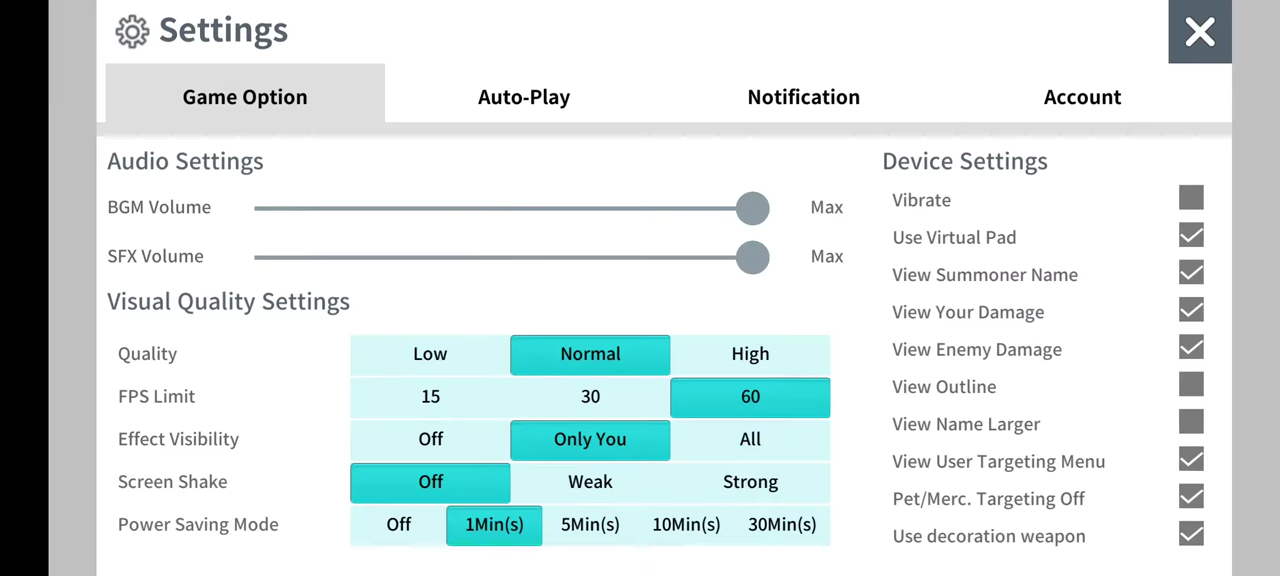 Settings
Game Option Auto-Play Notification Account
Audio Settings
BGM Volume Max
SFX Volume Max
Visual Quality Settings
Quality Low Normal High
FPS Limit 15 30 60
Effect Visibility Off Only You All
Screen Shake Off Weak Strong
Power Saving Mode Off 1Min(s) 5Min(s) 10Min(s) 30Min(s)
Device Settings
Vibrate
Use Virtual Pad
View Summoner Name
View Your Damage
View Enemy Damage
View Outline
View Name Larger
View User Targeting Menu
Pet/Merc. Targeting Off
Use decoration weapon